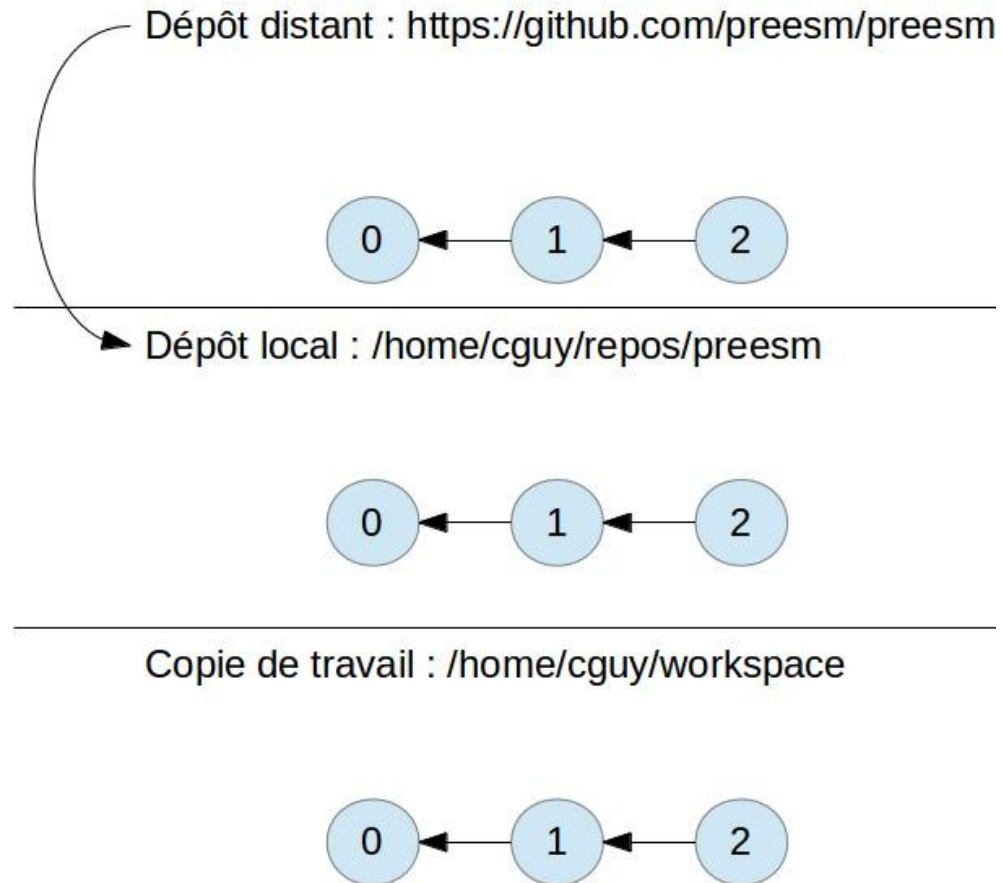 Dépôt distant : https://github.com/preesm/preesm
0 1 2
Dépôt local : /home/cguy/repos/preesm
0 1 2
Copie de travail : /home/cguy/workspace
0 1 2